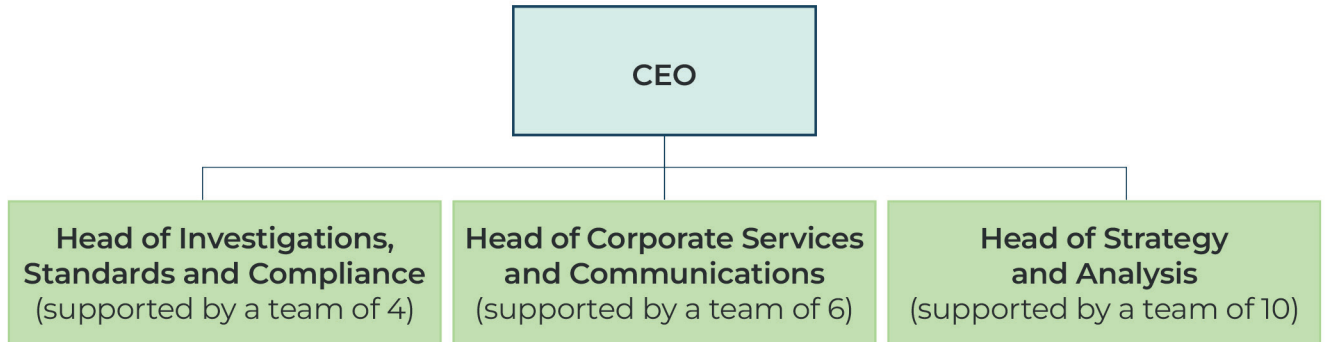 CEO
Head of Investigations,
Standards and Compliance
(supported by a team of 4)
Head of Corporate Services
and Communications
(supported by a team of 6)
Head of Strategy
and Analysis
(supported by a team of 10)